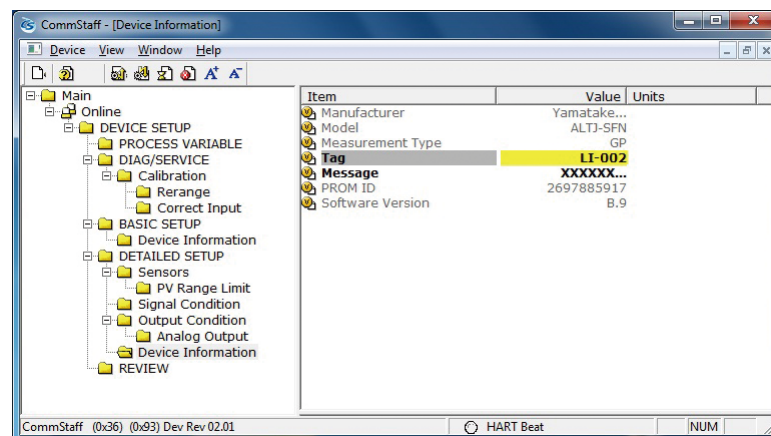 CommStaff - [Device Information]
Device View Window Help
Main
Online
DEVICE SETUP
PROCESS VARIABLE
DIAG/SERVICE
Calibration
Rerange
Correct Input
BASIC SETUP
Device Information
DETAILED SETUP
Sensors
PV Range Limit
Signal Condition
Output Condition
Analog Output
Device Information
REVIEW
Item Value Units
Manufacturer Yamatake...
Model ALTJ-SFN
Measurement Type GP
Tag LI-002
Message XXXXXX...
PROM ID 2697885917
Software Version B.9
CommStaff (0x36) (0x93) Dev Rev 02.01 HART Beat NUM